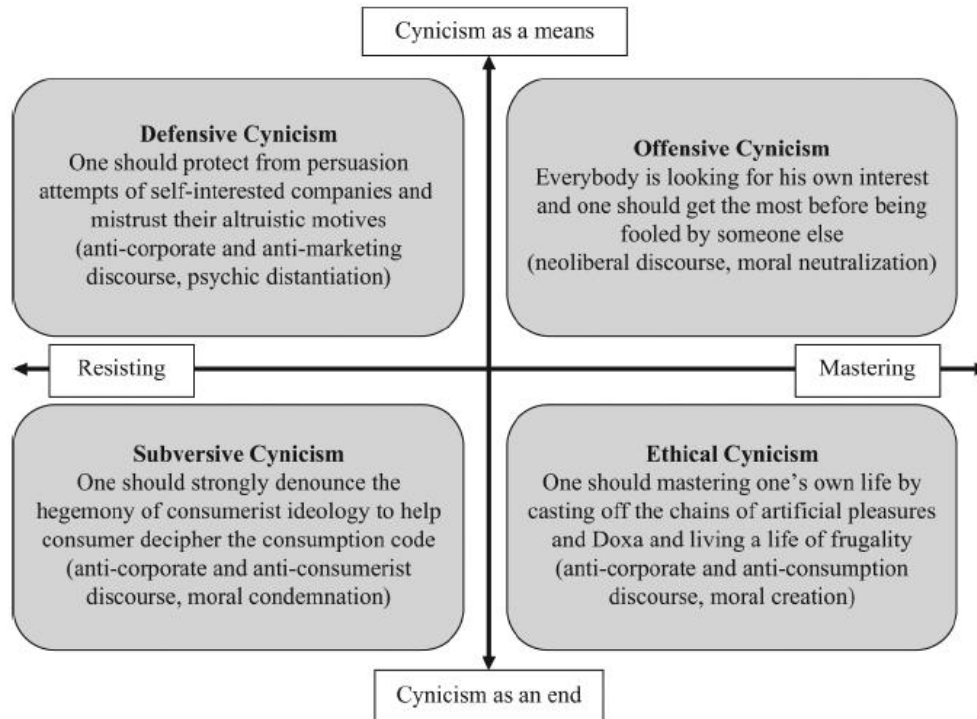 Cynicism as a means
Defensive Cynicism
One should protect from persuasion
attempts of self-interested companies and
mistrust their altruistic motives
(anti-corporate and anti-marketing
discourse, psychic distantiation)
Offensive Cynicism
Everybody is looking for his own interest
and one should get the most before being
fooled by someone else
(neoliberal discourse, moral neutralization)
Resisting
Mastering
Subversive Cynicism
One should strongly denounce the
hegemony of consumerist ideology to help
consumer decipher the consumption code
(anti-corporate and anti-consumerist
discourse, moral condemnation)
Ethical Cynicism
One should mastering one's own life by
casting off the chains of artificial pleasures
and Doxa and living a life of frugality
(anti-corporate and anti-consumption
discourse, moral creation)
Cynicism as an end